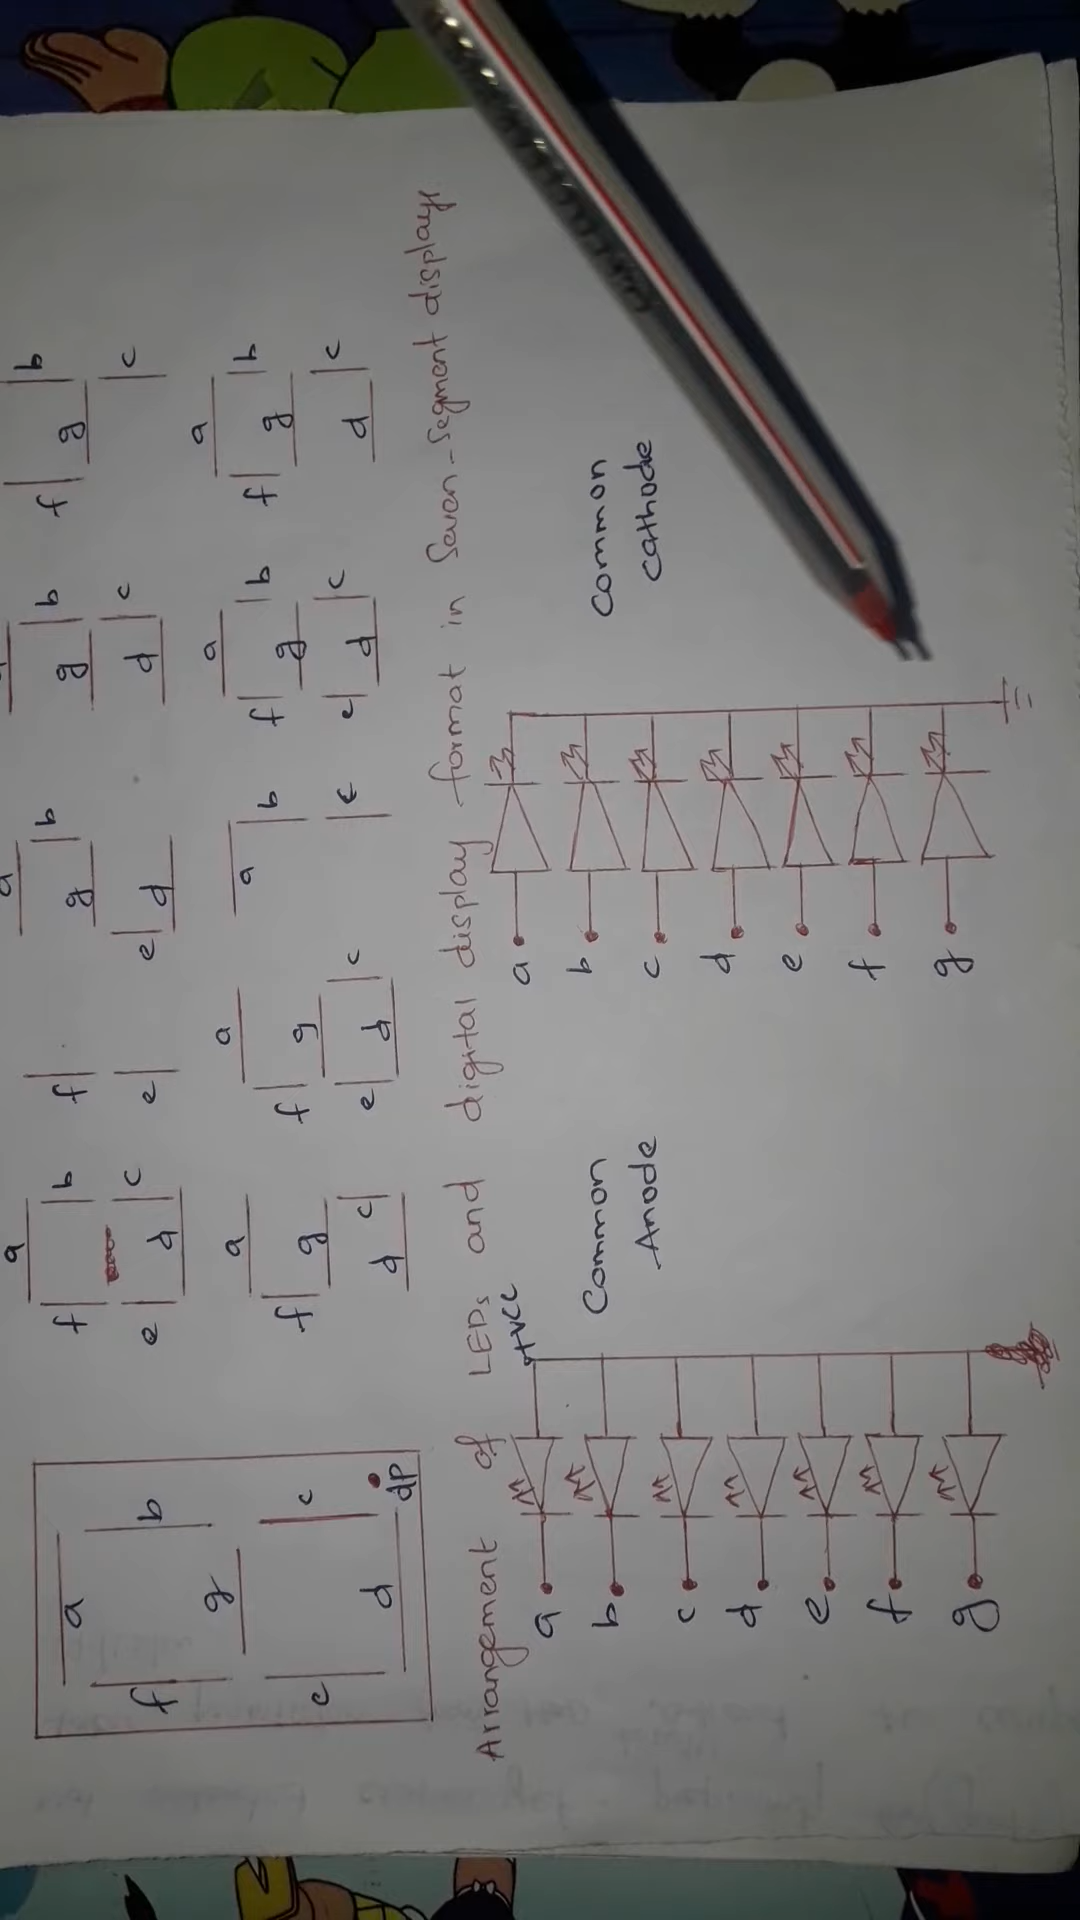 a a a a
f b f b f b g b g f g b
g
e c e d c e e d d c c
d dp
a a a a a
f g f g b f g b f g b
d c e d c c e d c d c
Arrangement of LEDs and digital display format in Seven-Segment displays
+VCC
a a
b Common b Common
c Anode c cathode
d d
e e
f f
g g